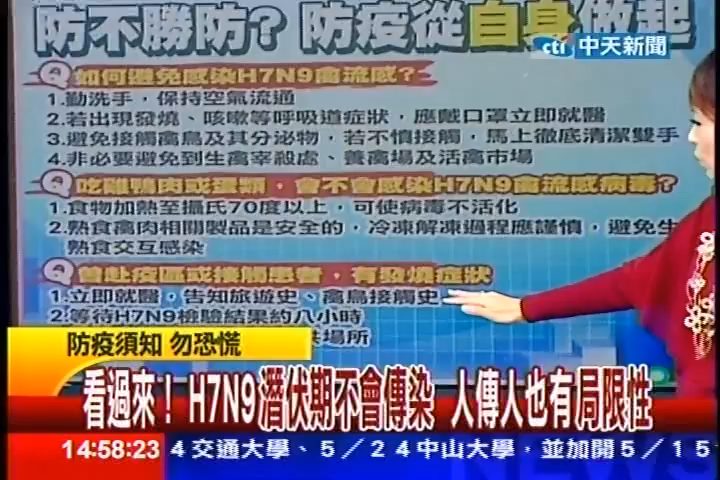 防不勝防？防疫從自身做起
cti 中天新聞
Q如何避免感染H7N9禽流感？
1.勤洗手，保持空氣流通
2.若出現發燒、咳嗽等呼吸道症狀，應戴口罩立即就醫
3.避免接觸禽鳥及其分泌物，若不慎接觸，馬上徹底清潔雙手
4.非必要避免到生禽宰殺處、養禽場及活禽市場
Q吃雞鴨肉或蛋類，會不會感染H7N9禽流感病毒？
1.食物加熱至攝氏70度以上，可使病毒不活化
2.熟食禽肉相關製品是安全的，冷凍解凍過程應謹慎，避免生
熟食交互感染
Q曾赴疫區或接觸患者，有發燒症狀
1.立即就醫，告知旅遊史、禽鳥接觸史
2.等待H7N9檢驗結果約八小時
共場所
防疫須知 勿恐慌
看過來！H7N9潛伏期不會傳染 人傳人也有局限性
14:58:23 4交通大學、5／24中山大學，並加開5／15
NEWS